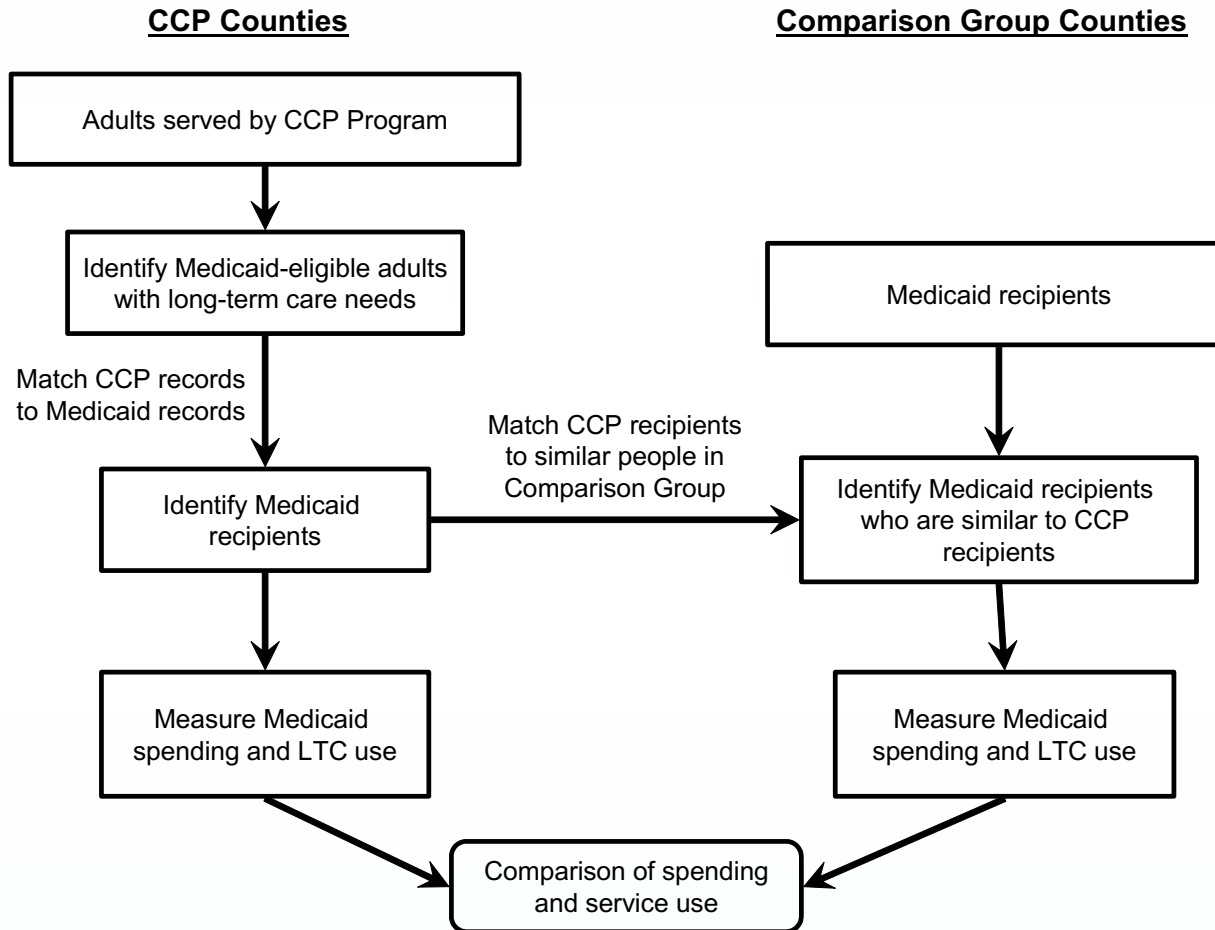 CCP Counties
Comparison Group Counties
Adults served by CCP Program
Identify Medicaid-eligible adults
with long-term care needs
Medicaid recipients
Match CCP records
to Medicaid records
Match CCP recipients
to similar people in
Comparison Group
Identify Medicaid
recipients
Identify Medicaid recipients
who are similar to CCP
recipients
Measure Medicaid
spending and LTC use
Measure Medicaid
spending and LTC use
Comparison of spending
and service use